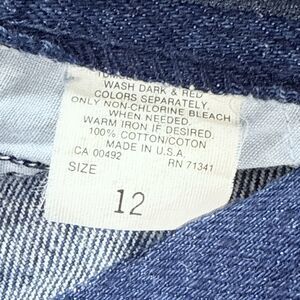 WASH DARK & RED
COLORS SEPARATELY.
ONLY NON-CHLORINE BLEACH
WHEN NEEDED.
WARM IRON IF DESIRED.
100% COTTON/COTON
MADE IN U.S.A.
CA 00492 RN 71341
SIZE
12